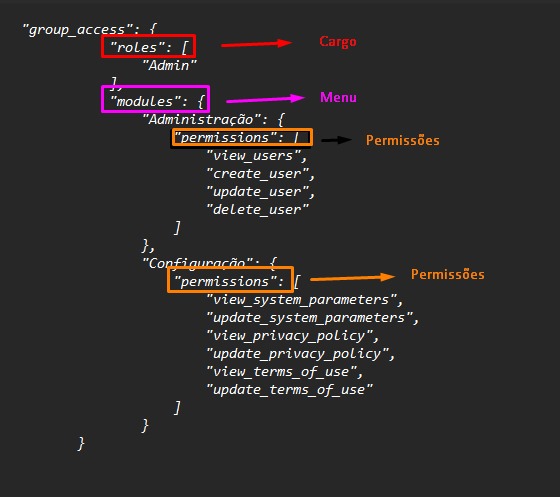 "group_access": {
"roles": [ Cargo
"Admin"
],
"modules": { Menu
"Administração": {
"permissions": [ Permissões
"view_users",
"create_user",
"update_user",
"delete_user"
]
},
"Configuração": {
"permissions": [ Permissões
"view_system_parameters",
"update_system_parameters",
"view_privacy_policy",
"update_privacy_policy",
"view_terms_of_use",
"update_terms_of_use"
]
}
}